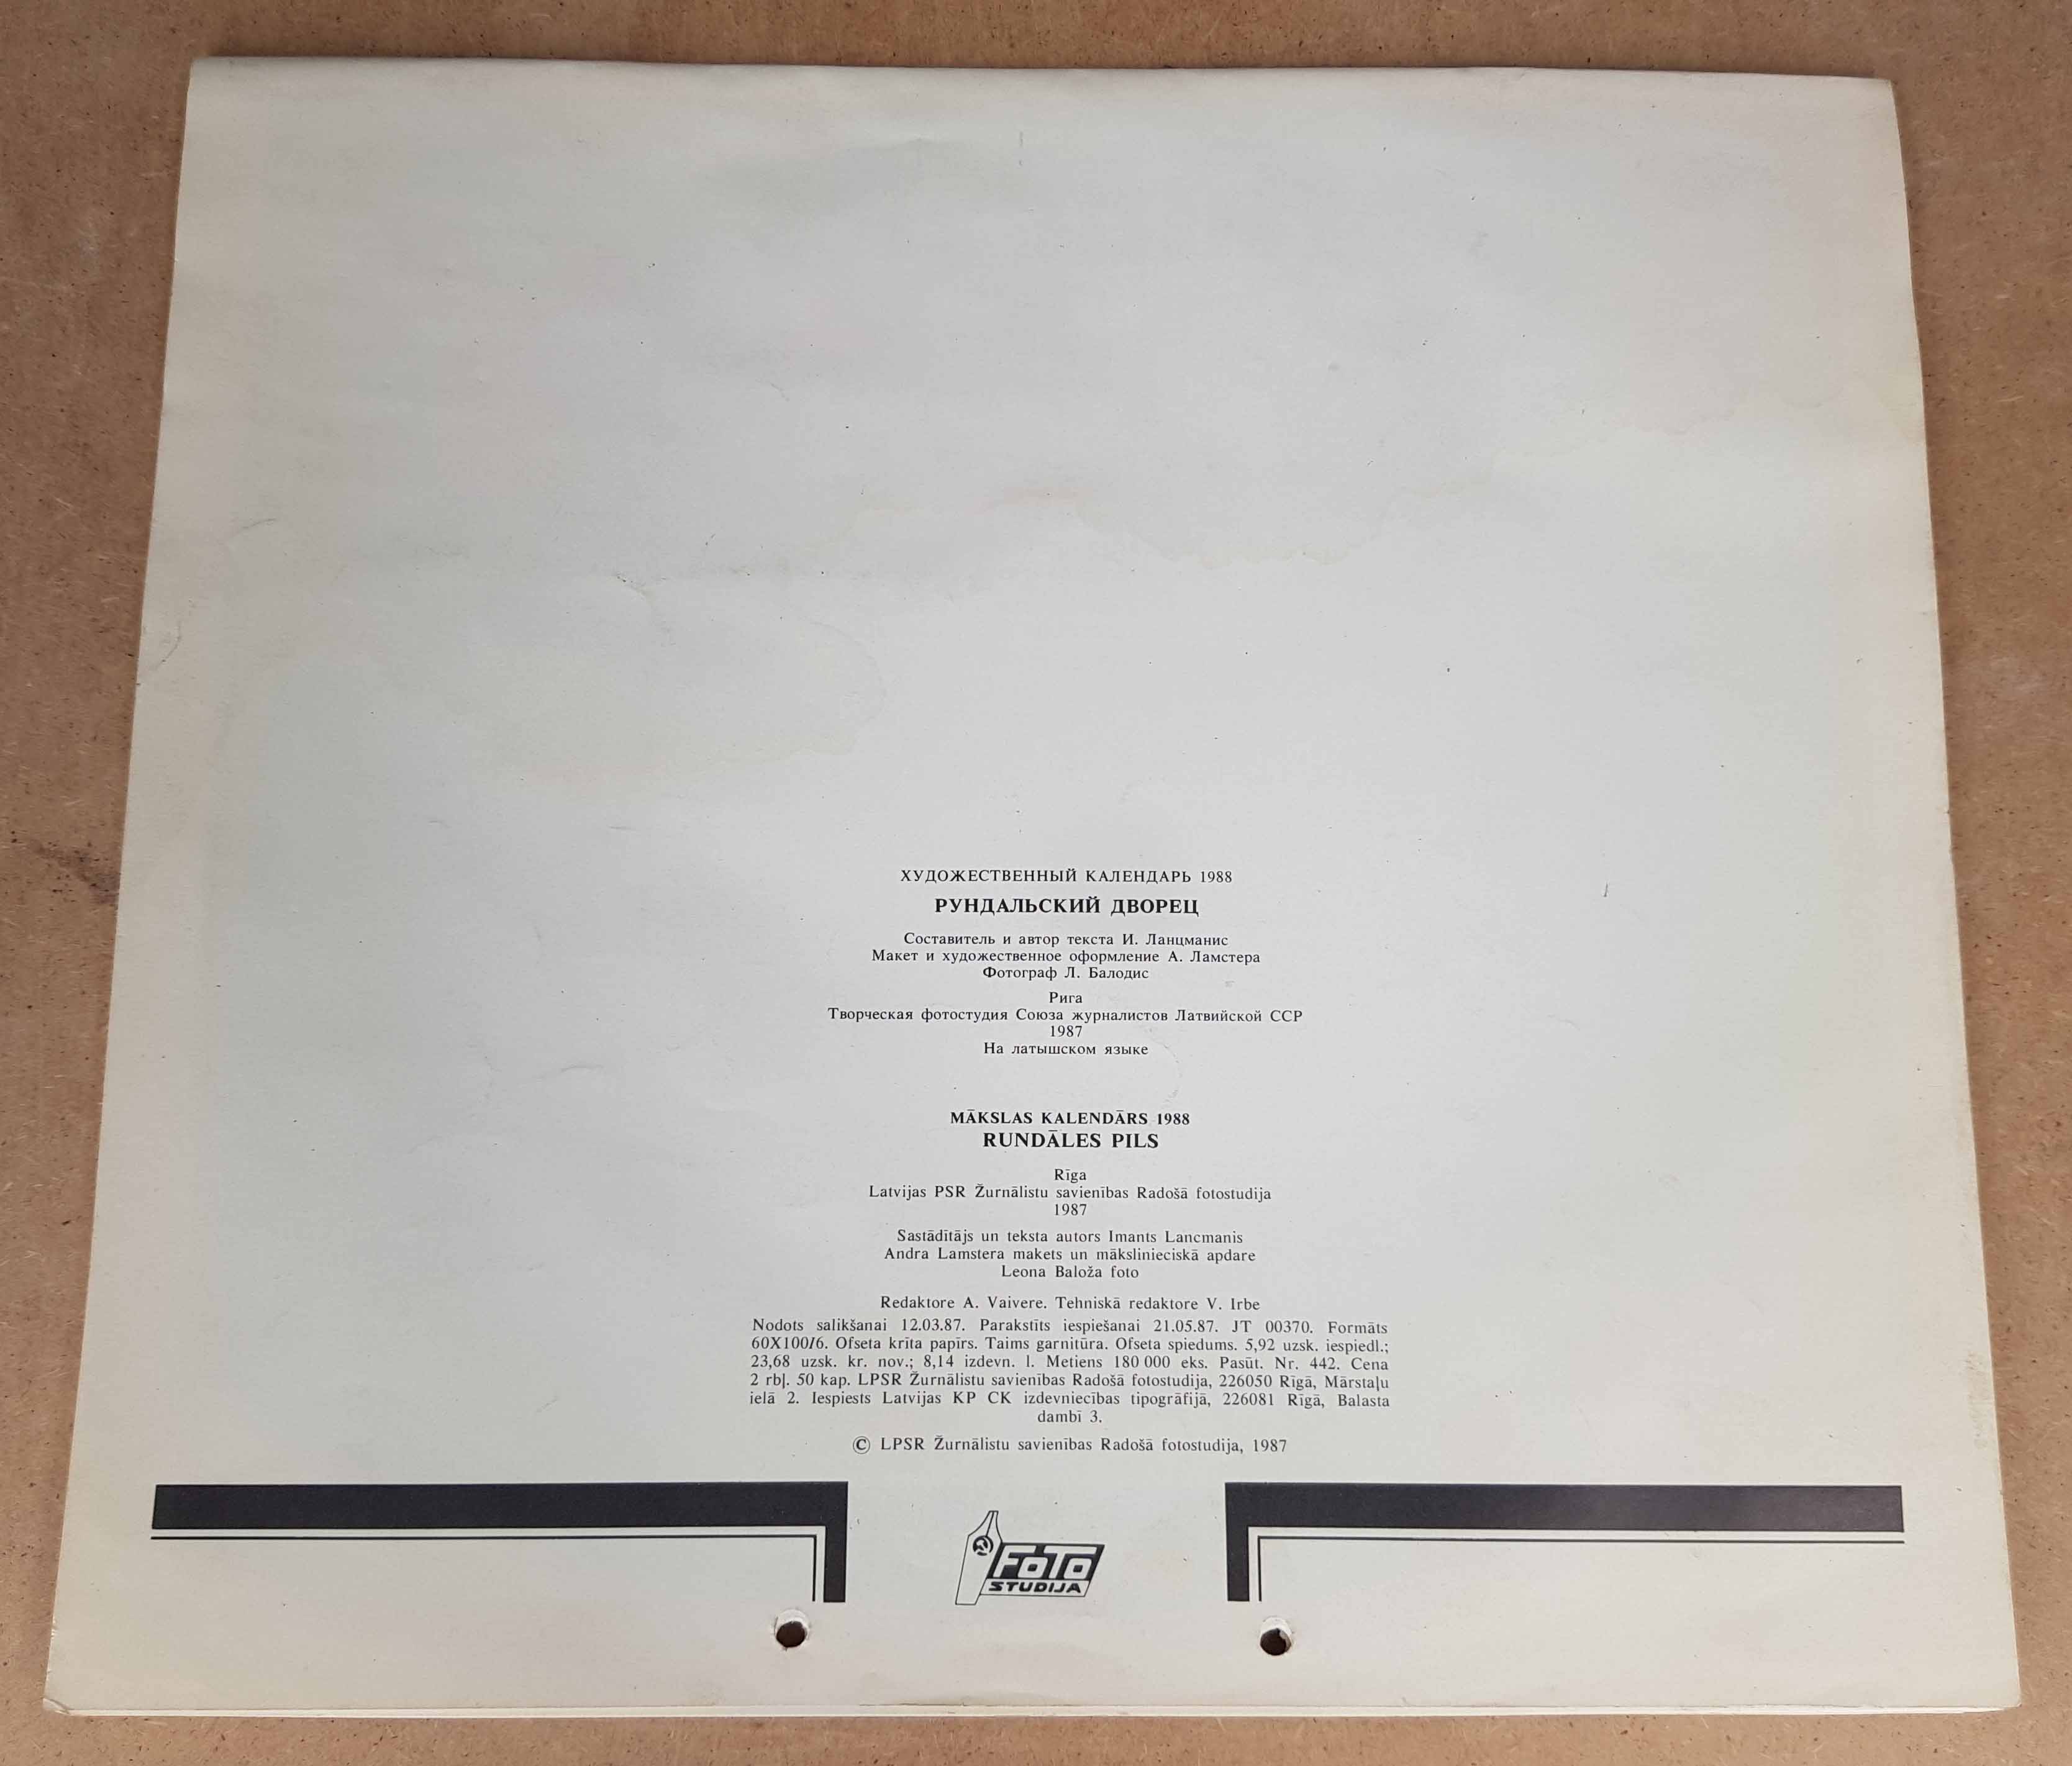 ХУДОЖЕСТВЕННЫЙ КАЛЕНДАРЬ 1988
РУНДАЛЬСКИЙ ДВОРЕЦ
Составитель и автор текста И. Ланцманис
Макет и художественное оформление А. Ламстера
Фотограф Л. Балодис
Рига
Творческая фотостудия Союза журналистов Латвийской ССР
1987
На латышском языке
MĀKSLAS KALENDĀRS 1988
RUNDĀLES PILS
Rīga
Latvijas PSR Žurnālistu savienības Radošā fotostudija
1987
Sastādītājs un teksta autors Imants Lancmanis
Andra Lamstera makets un mākslinieciskā apdare
Leona Baloža foto
Redaktore A. Vaivere. Tehniskā redaktore V. Irbe
Nodots salikšanai 12.03.87. Parakstīts iespiešanai 21.05.87. JT 00370. Formāts
60X100/6. Ofseta krīta papīrs. Taims garnitūra. Ofseta spiedums. 5,92 uzsk. iespiedl.;
23,68 uzsk. kr. nov.; 8,14 izdevn. l. Metiens 180 000 eks. Pasūt. Nr. 442. Cena
2 rbļ. 50 kap. LPSR Žurnālistu savienības Radošā fotostudija, 226050 Rīgā, Mārstaļu
ielā 2. Iespiests Latvijas KP CK izdevniecības tipogrāfijā, 226081 Rīgā, Balasta
dambī 3.
© LPSR Žurnālistu savienības Radošā fotostudija, 1987
FOTO
STUDIJA